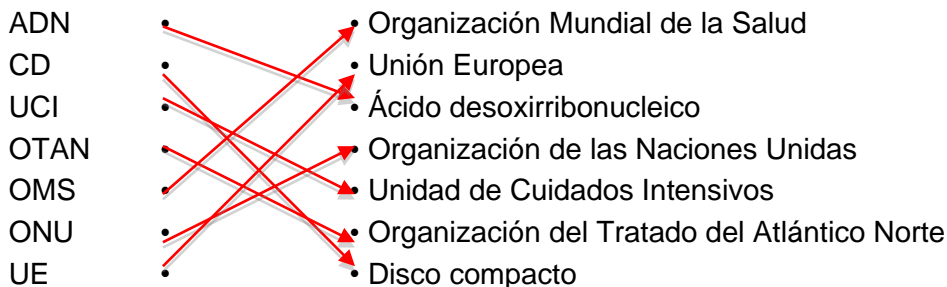 ADN • • Organización Mundial de la Salud
CD • • Unión Europea
UCI • • Ácido desoxirribonucleico
OTAN • • Organización de las Naciones Unidas
OMS • • Unidad de Cuidados Intensivos
ONU • • Organización del Tratado del Atlántico Norte
UE • • Disco compacto